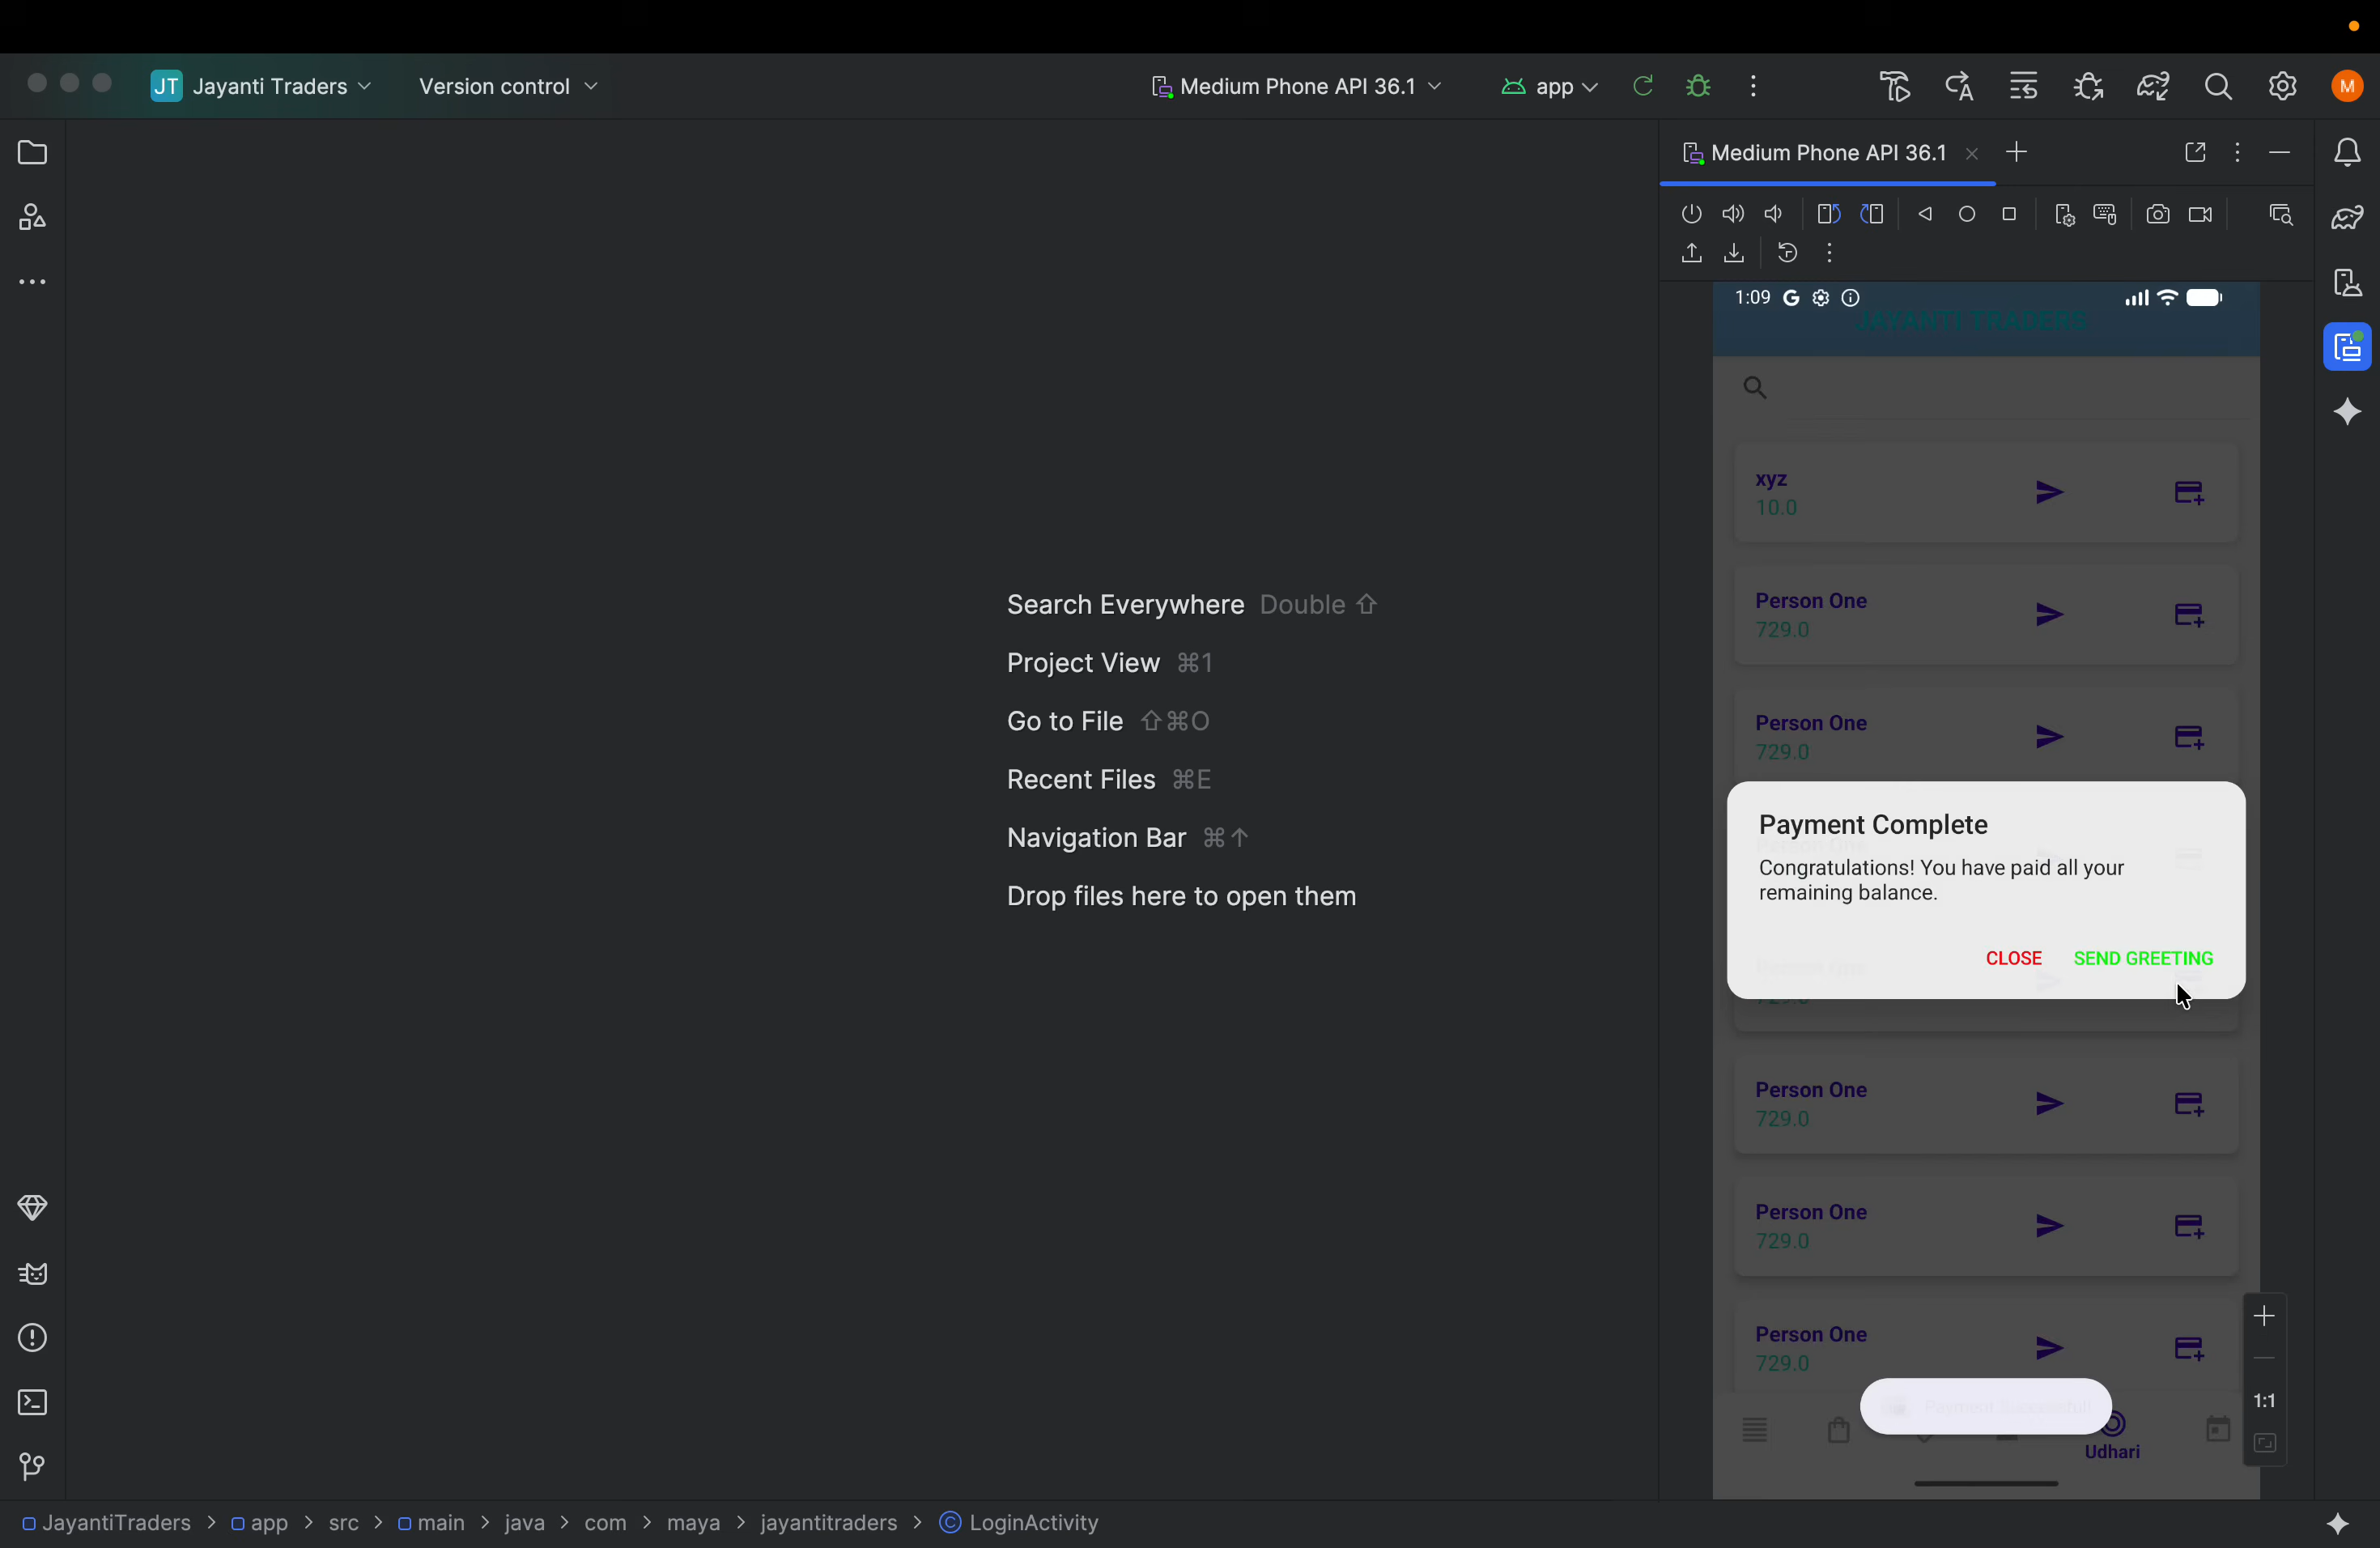 JT Jayanti Traders
Version control
Medium Phone API 36.1
app
M
Medium Phone API 36.1
1:09
JAYANTI TRADERS
xyz
10.0
Person One
729.0
Person One
729.0
Payment Complete
Congratulations! You have paid all your
remaining balance.
CLOSE SEND GREETING
Person One
729.0
Person One
729.0
Person One
729.0
Udhari
1:1
Search Everywhere Double ⇧
Project View ⌘1
Go to File ⇧⌘O
Recent Files ⌘E
Navigation Bar ⌘↑
Drop files here to open them
JayantiTraders > app > src > main > java > com > maya > jayantitraders > LoginActivity